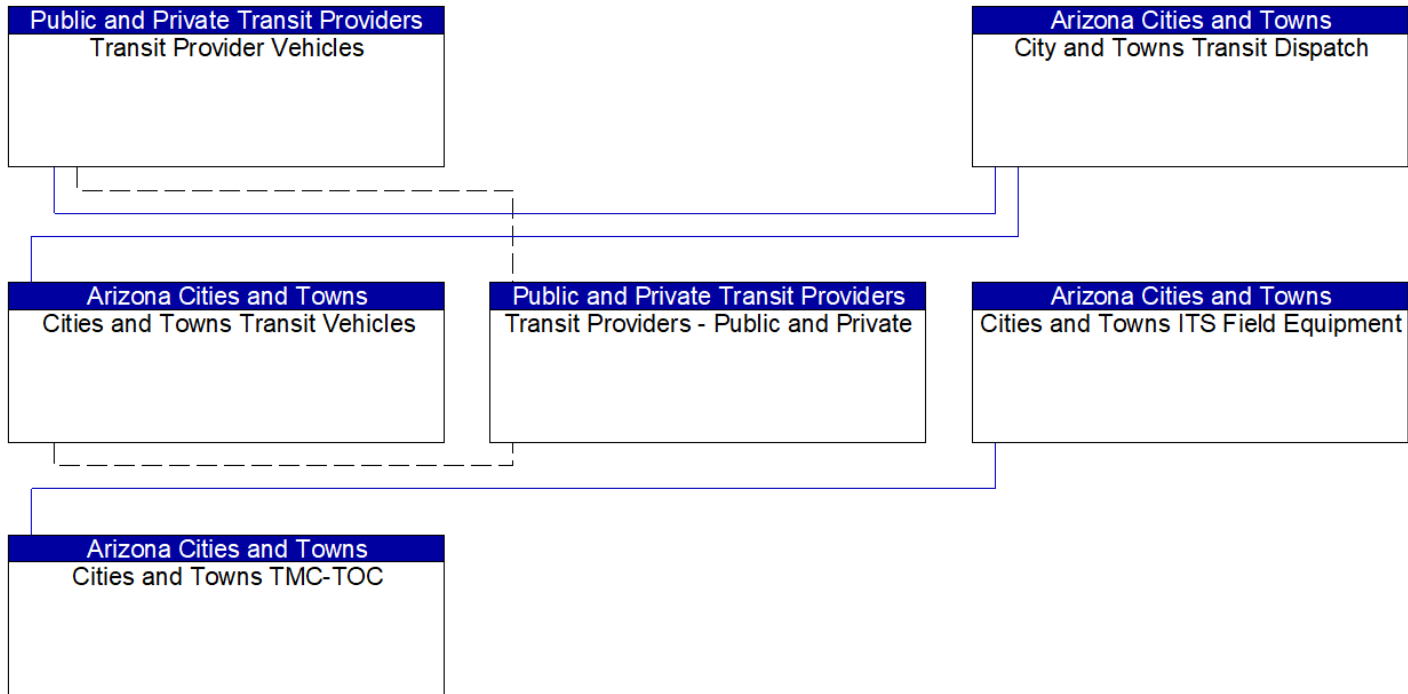 Public and Private Transit Providers
Transit Provider Vehicles
Arizona Cities and Towns
City and Towns Transit Dispatch
Arizona Cities and Towns
Cities and Towns Transit Vehicles
Public and Private Transit Providers
Transit Providers - Public and Private
Arizona Cities and Towns
Cities and Towns ITS Field Equipment
Arizona Cities and Towns
Cities and Towns TMC-TOC